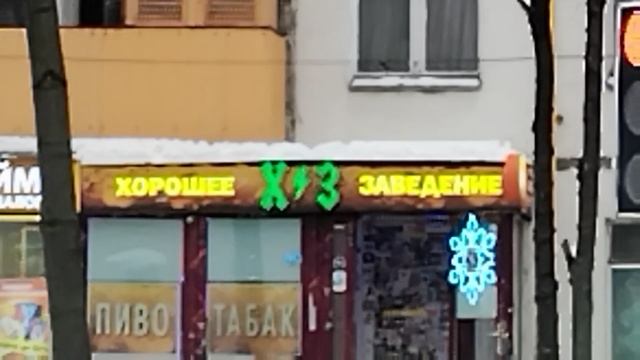 ХОРОШЕЕ Х⚡З ЗАВЕДЕНИЕ
ПИВО ТАБАК